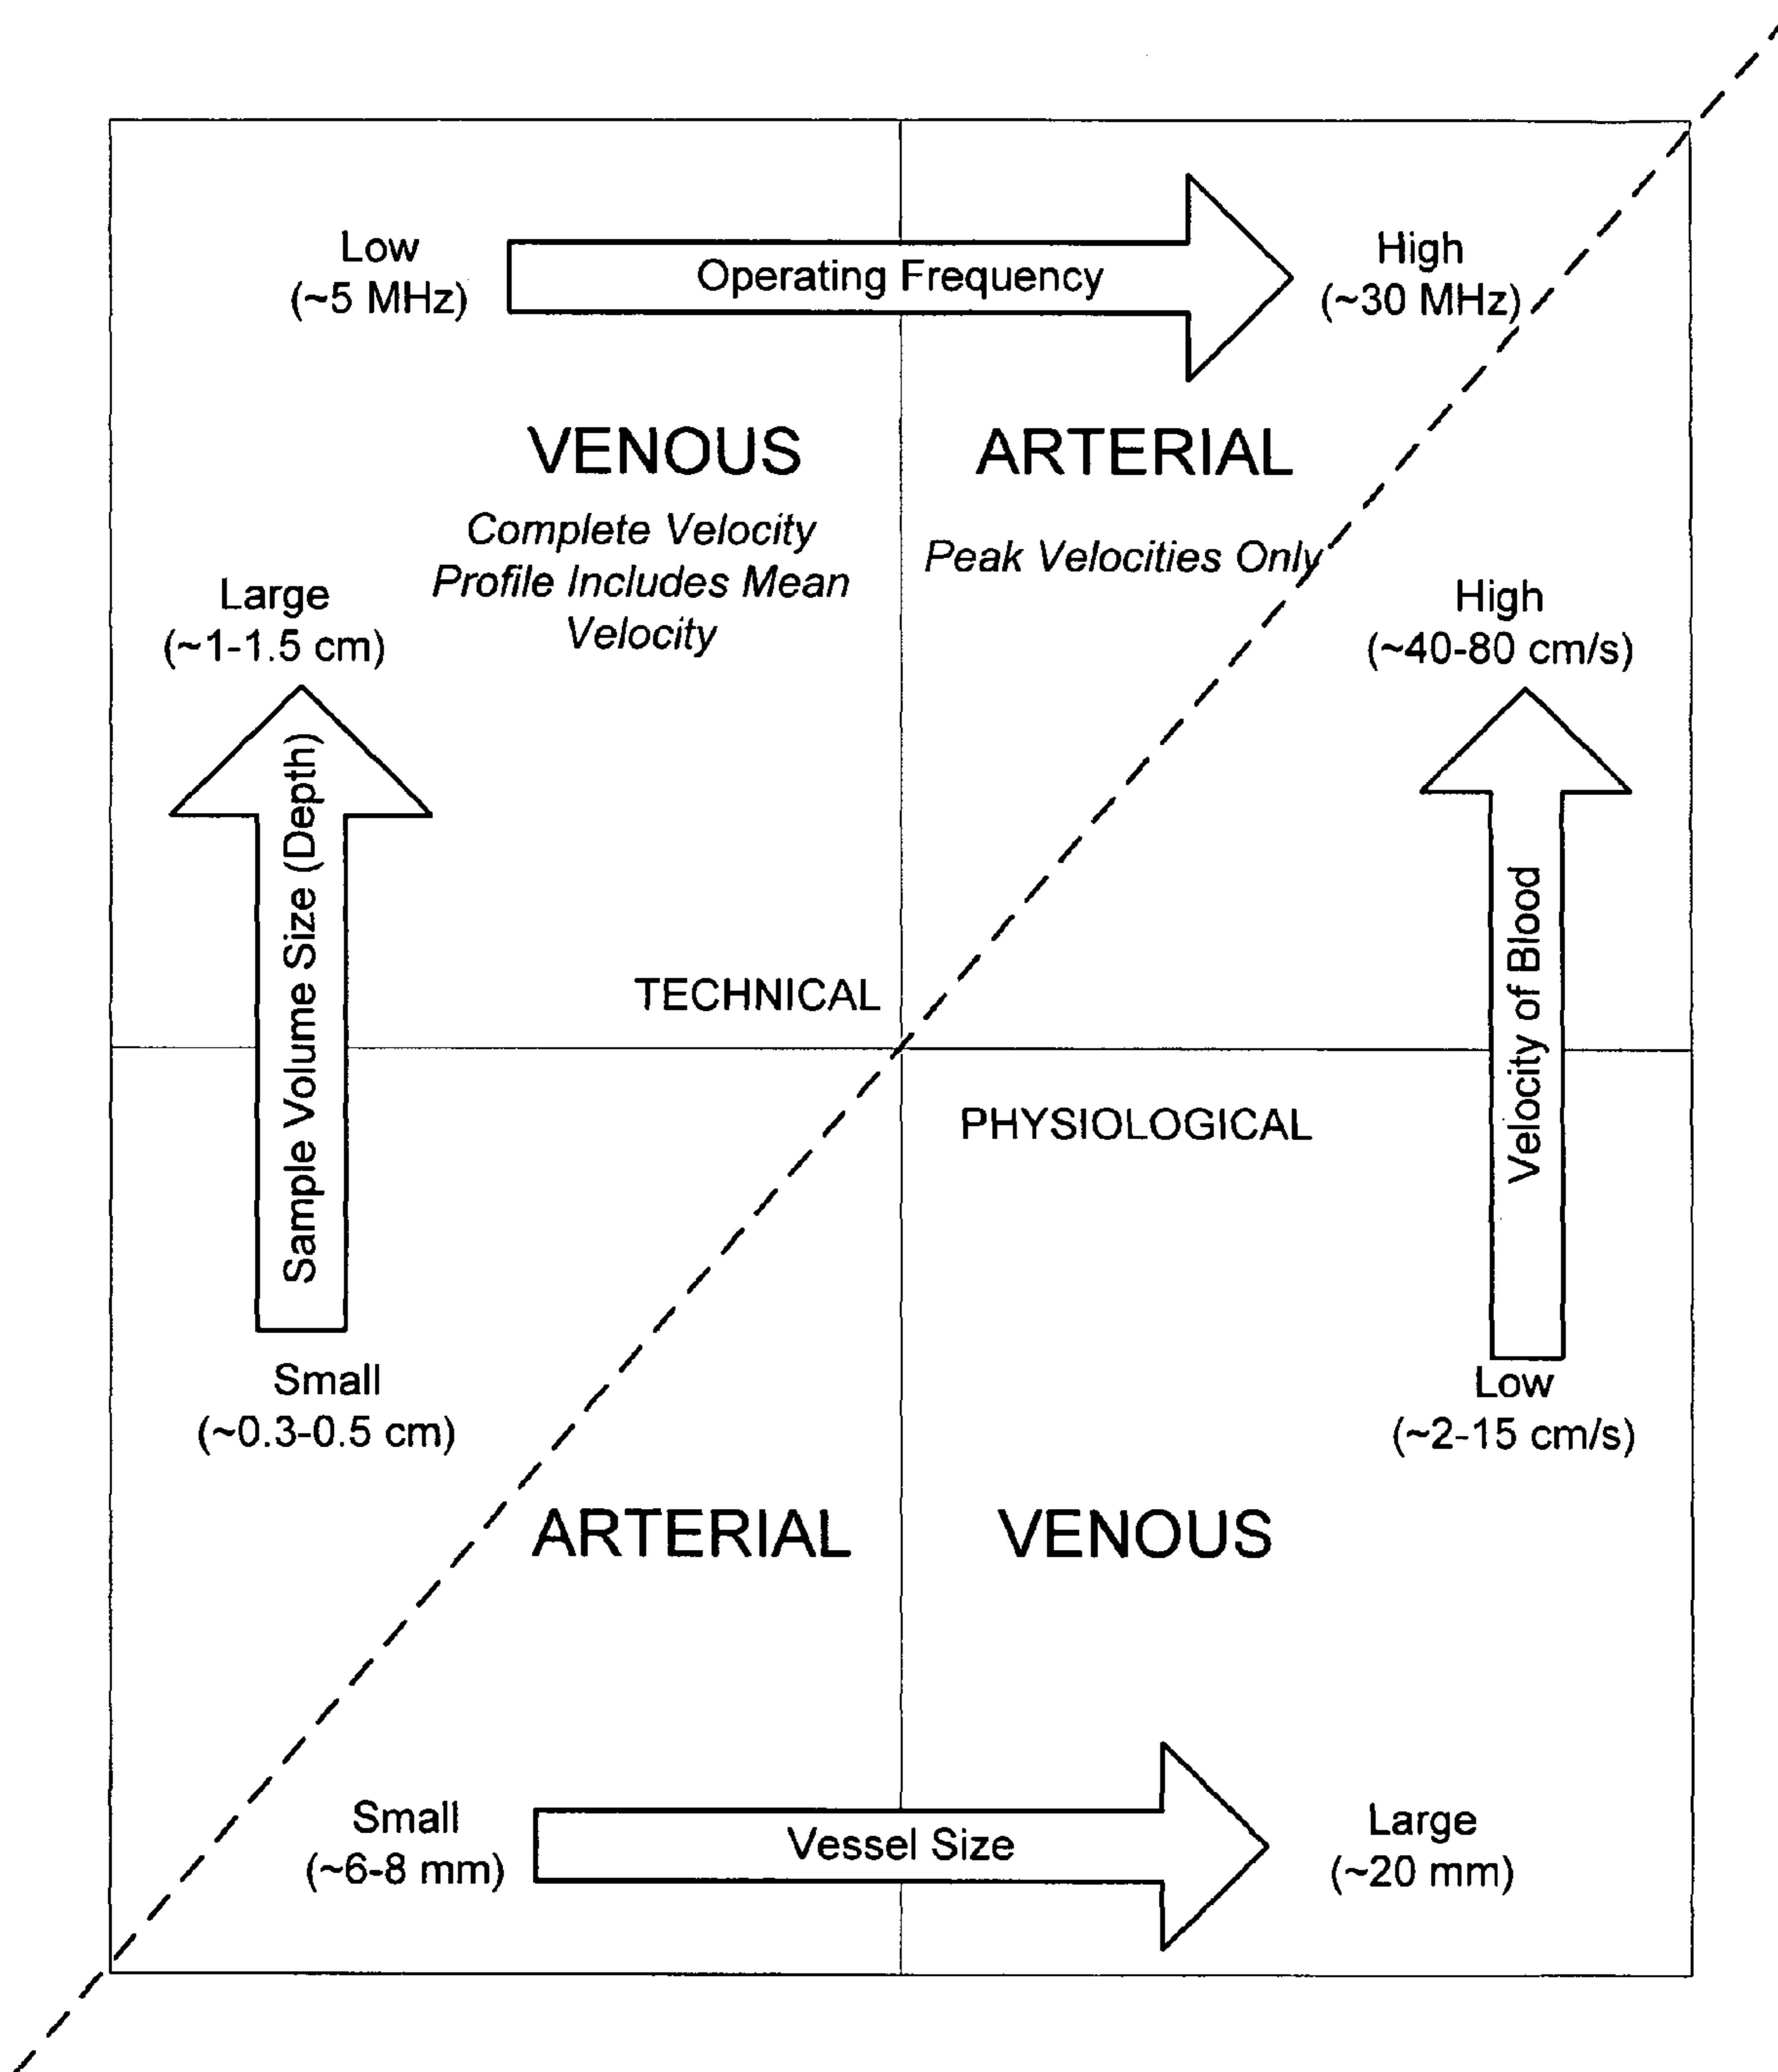 Low
(~5 MHz)
Operating Frequency
High
(~30 MHz)
VENOUS
Complete Velocity
Profile Includes Mean
Velocity
ARTERIAL
Peak Velocities Only
Large
(~1-1.5 cm)
Sample Volume Size (Depth)
Small
(~0.3-0.5 cm)
High
(~40-80 cm/s)
Velocity of Blood
Low
(~2-15 cm/s)
TECHNICAL
PHYSIOLOGICAL
ARTERIAL
VENOUS
Small
(~6-8 mm)
Vessel Size
Large
(~20 mm)